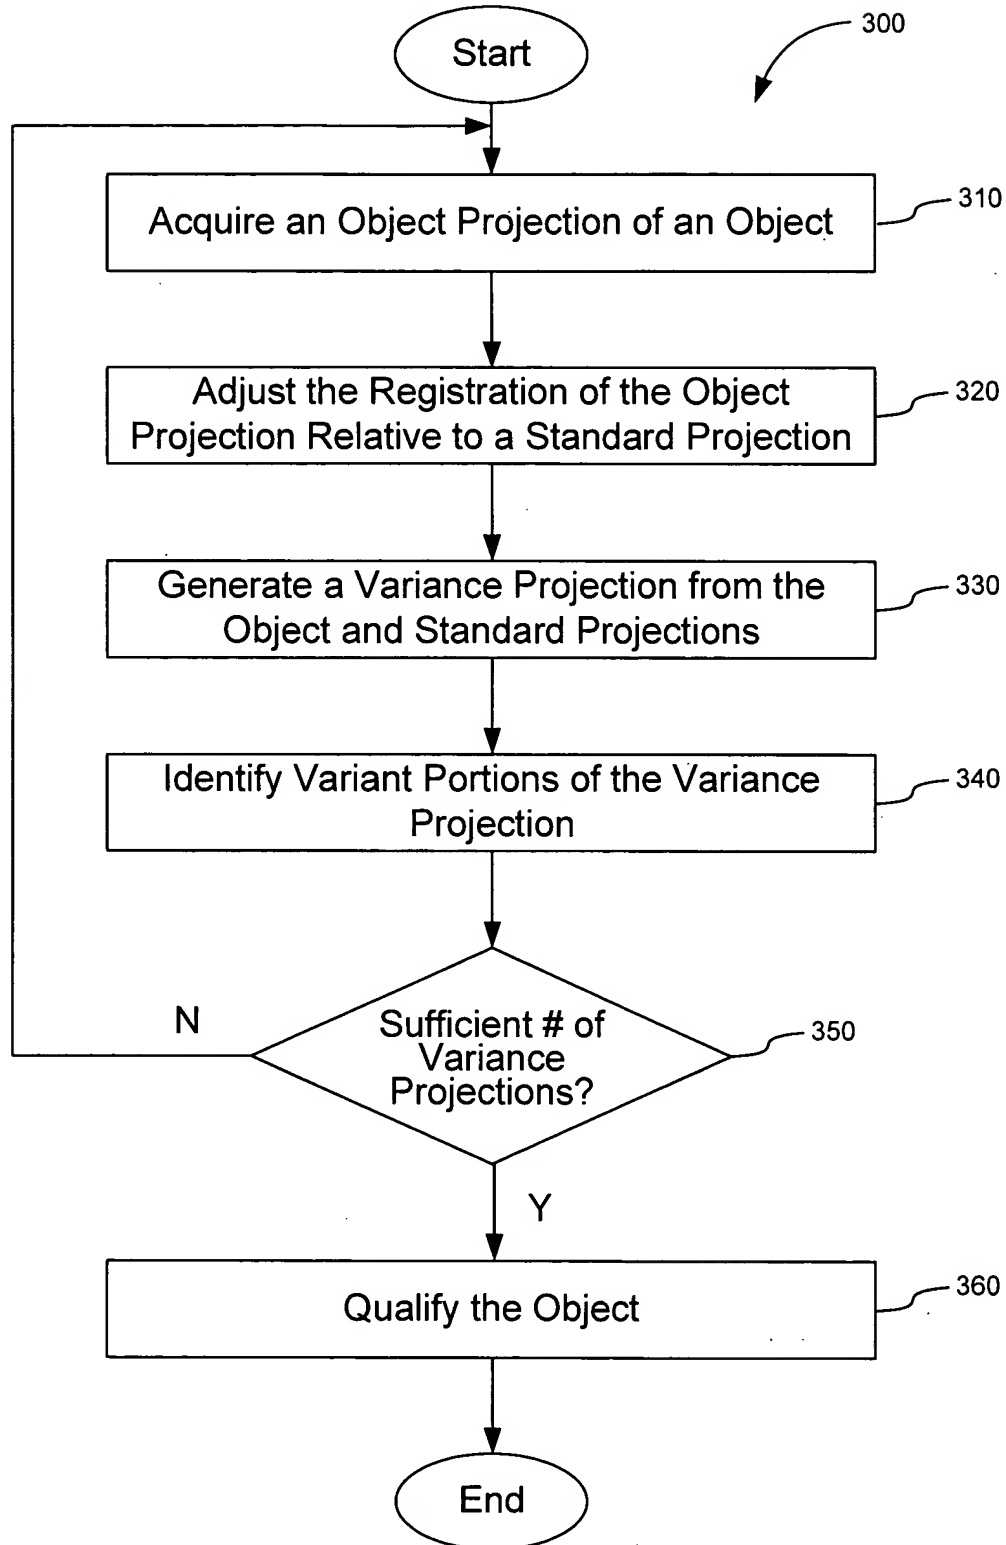 Start
300
Acquire an Object Projection of an Object
310
Adjust the Registration of the Object
Projection Relative to a Standard Projection
320
Generate a Variance Projection from the
Object and Standard Projections
330
Identify Variant Portions of the Variance
Projection
340
N
Sufficient # of
Variance
Projections?
350
Y
Qualify the Object
360
End